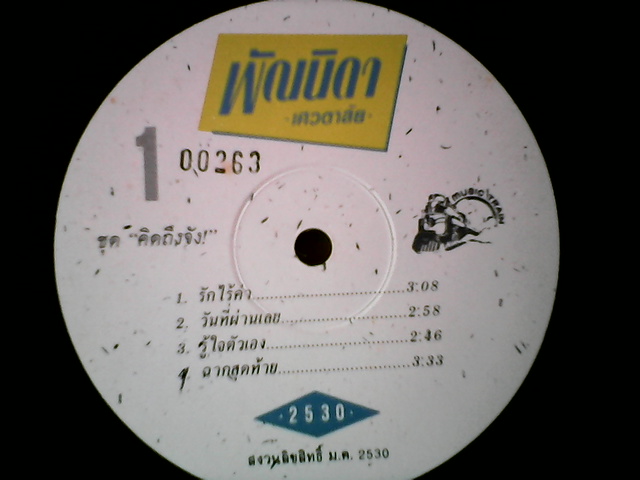 พัณนิดา
·เศวตาสัย·
1
00263
MUSIC TRAIN
ชุด "คิดถึงจัง!"
1. รักไร้ค่า 3:08
2. วันที่ผ่านเลย 2:58
3. รู้ใจตัวเอง 2:46
4. ฉากสุดท้าย 3:33
·2530·
สงวนลิขสิทธิ์ ม.ค. 2530